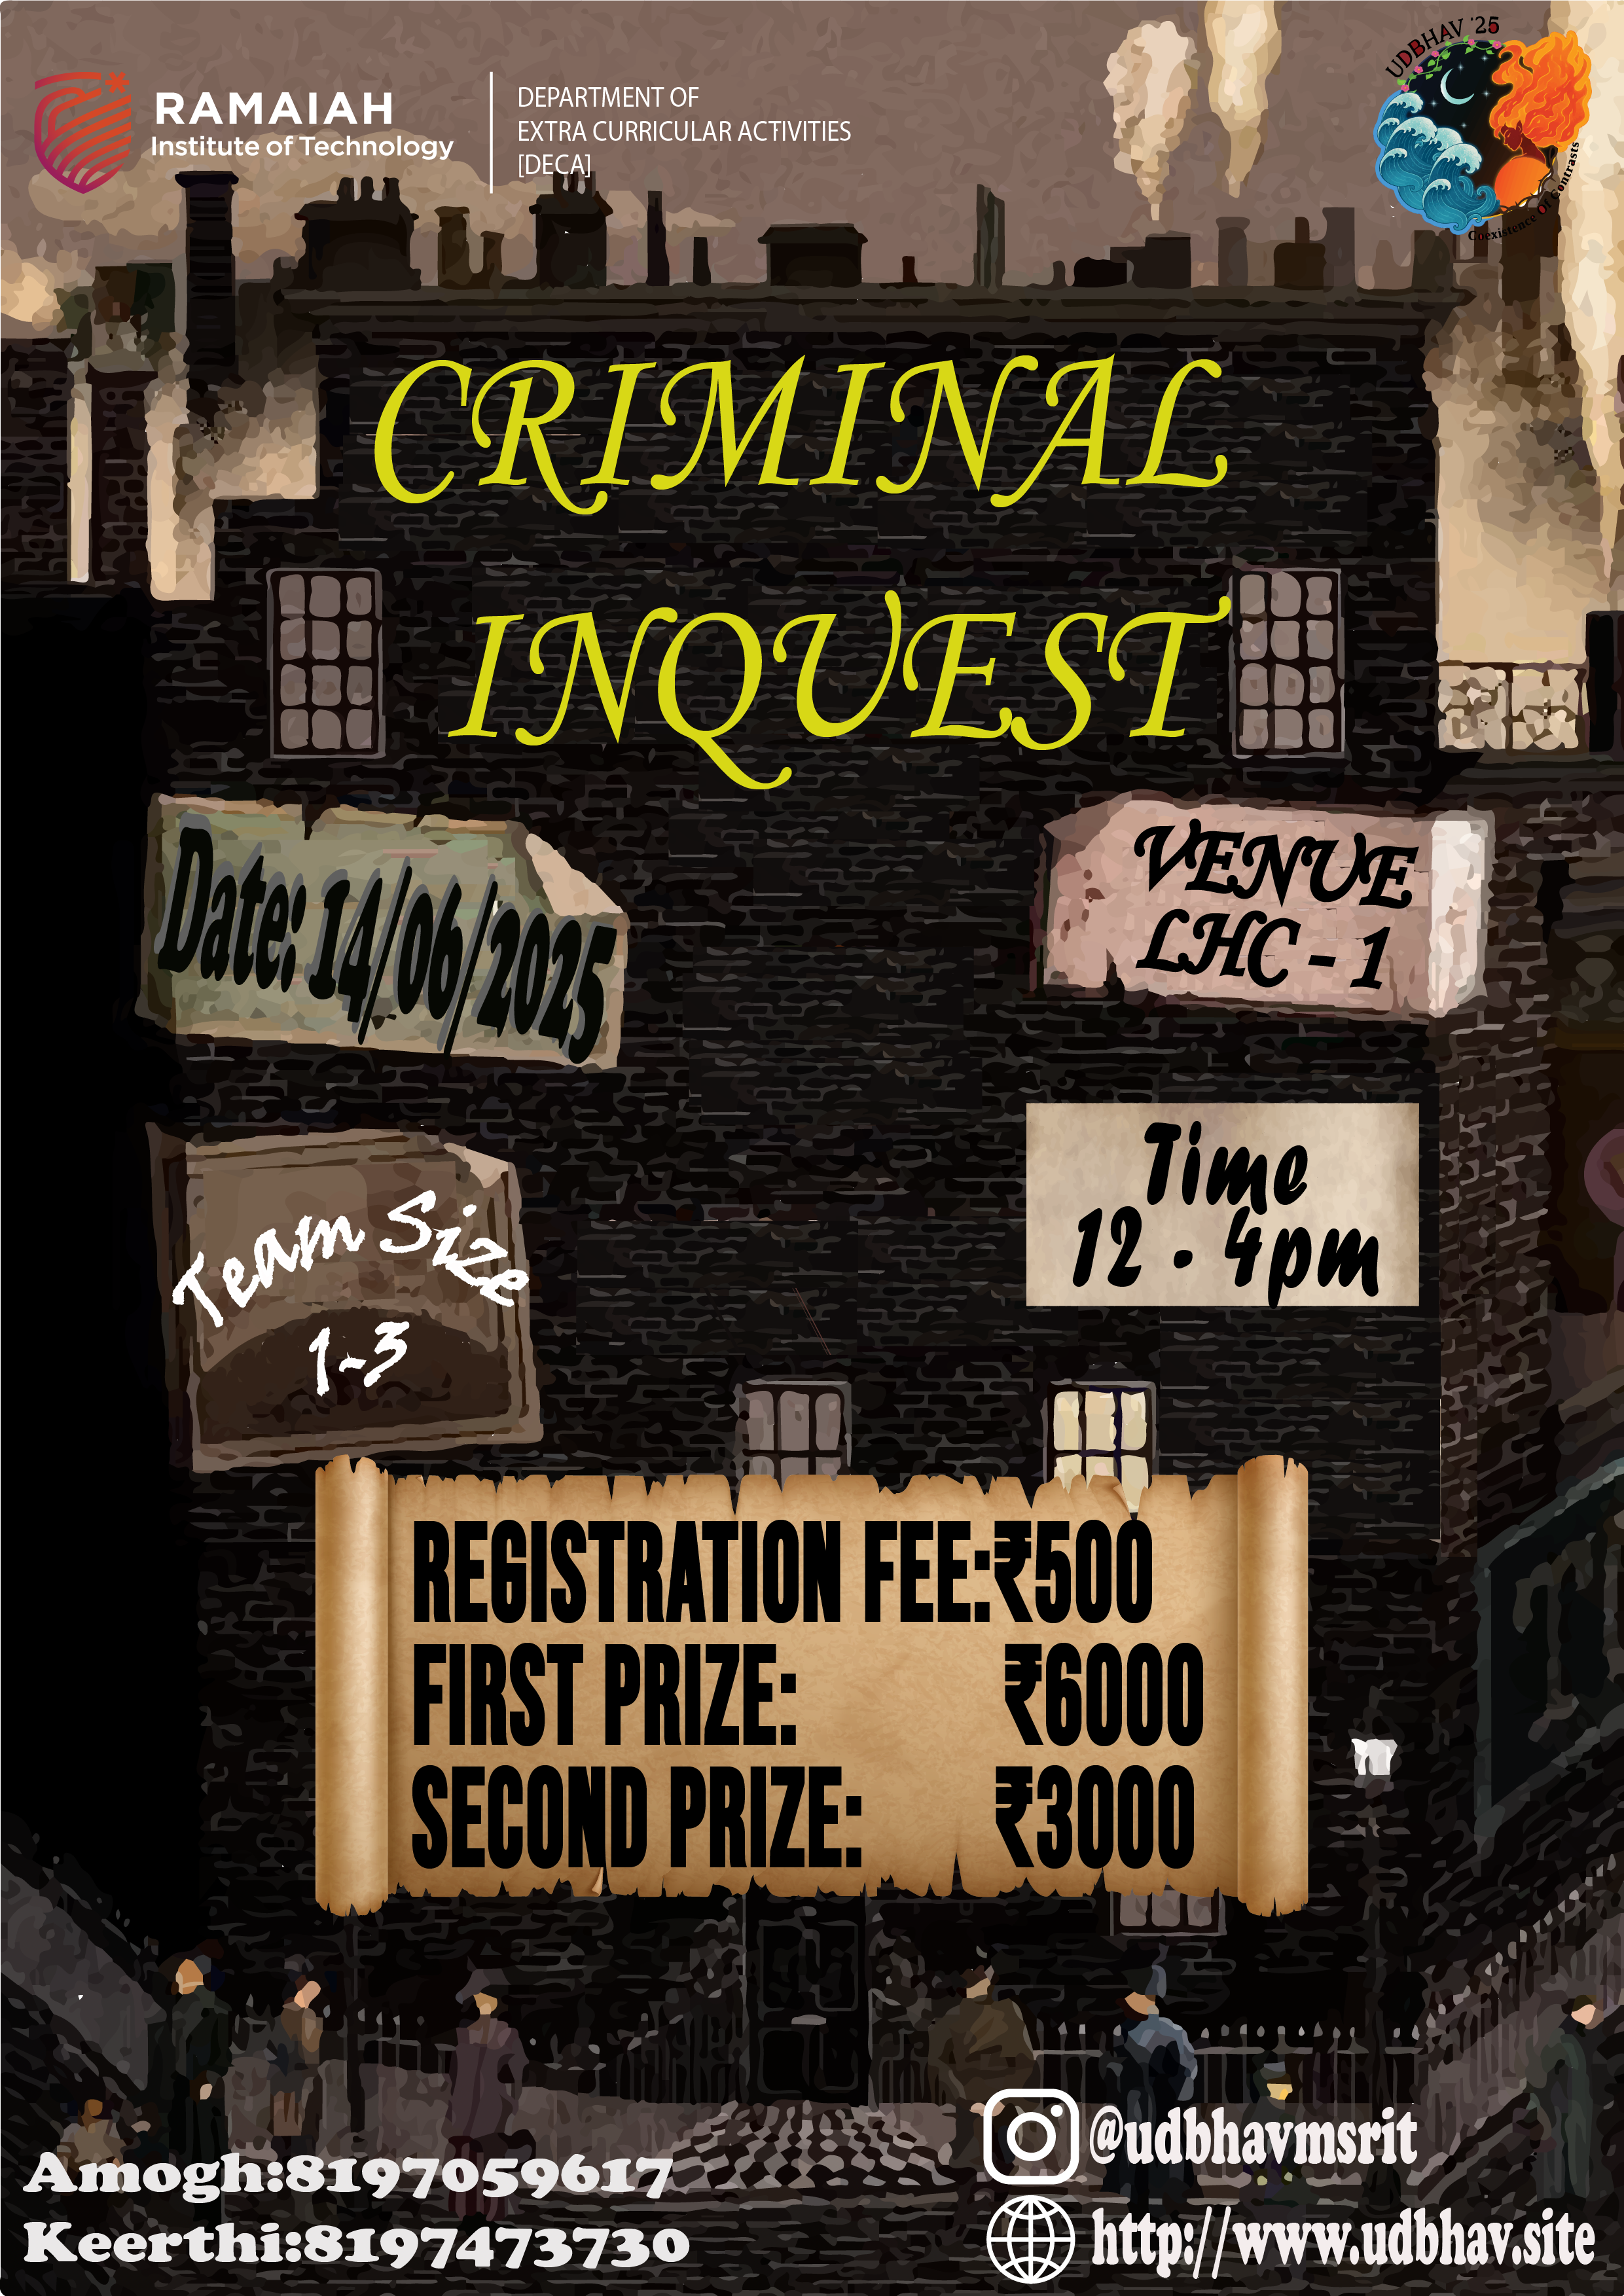 RAMAIAH
Institute of Technology
DEPARTMENT OF
EXTRA CURRICULAR ACTIVITIES
[DECA]
UDBHAV '25
Coexistence Of Contrasts
CRIMINAL
INQUEST
Date: 14/06/2025
VENUE
LHC - 1
Team Size
1-3
Time
12 - 4pm
REGISTRATION FEE:₹500
FIRST PRIZE: ₹6000
SECOND PRIZE: ₹3000
Amogh:8197059617
Keerthi:8197473730
@udbhavmsrit
http://www.udbhav.site